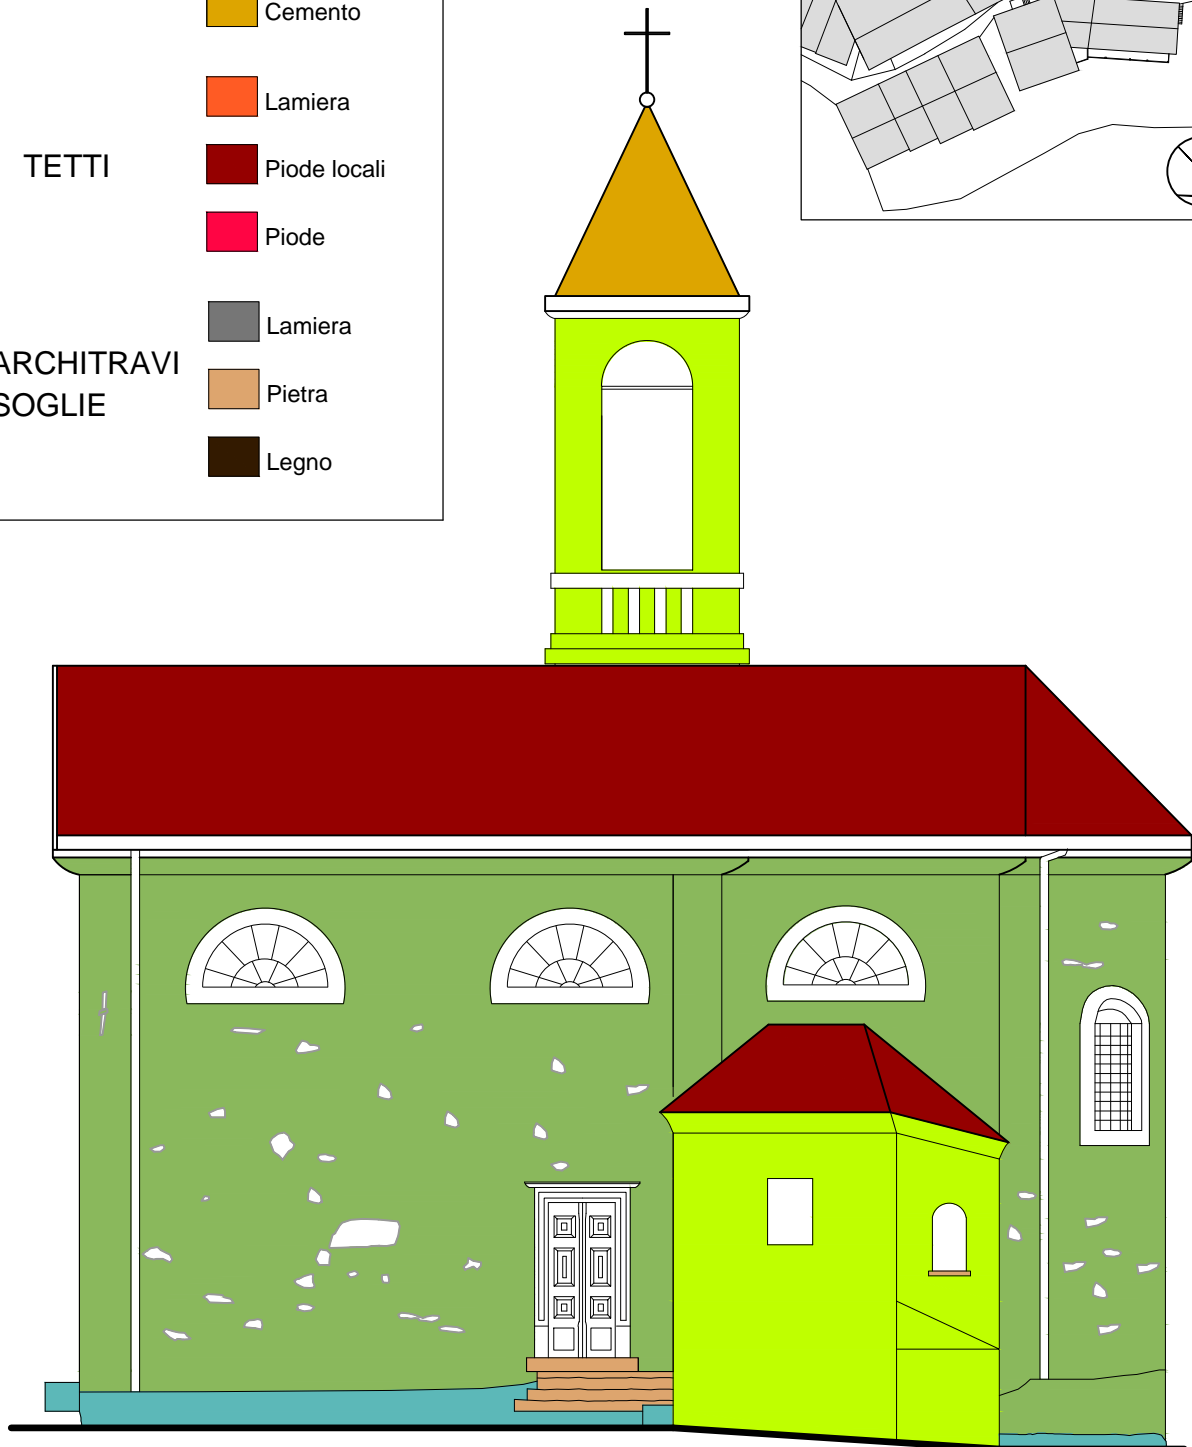 Cemento
Lamiera
TETTI
Piode locali
Piode
Lamiera
ARCHITRAVI
SOGLIE
Pietra
Legno